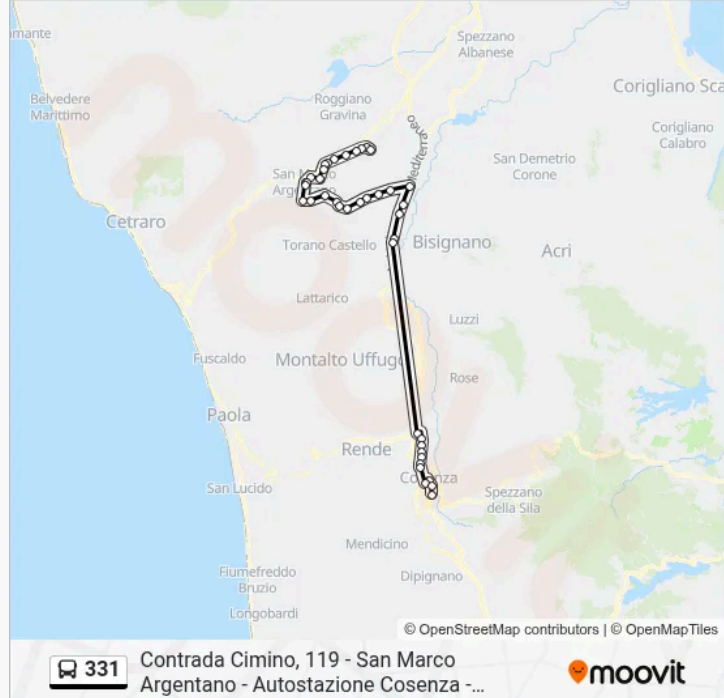 Spezzano
Albanese
Corigliano Sca
Belvedere
Marittimo
Roggiano
Gravina
Mediterraneo
Corigliano
Calabro
San Demetrio
Corone
San
Cetraro
Torano Castello
Bisignano
Acri
Lattarico
Luzzi
Montalto Uffugo
Fuscaldo
Rose
Paola
Rende
San Lucido
Spezzano
della Sila
Mendicino
Fiumefreddo
Bruzio
Dipignano
Longobardi
© OpenStreetMap contributors | © OpenMapTiles
331
Contrada Cimino, 119 - San Marco
Argentano - Autostazione Cosenza -...
moovit